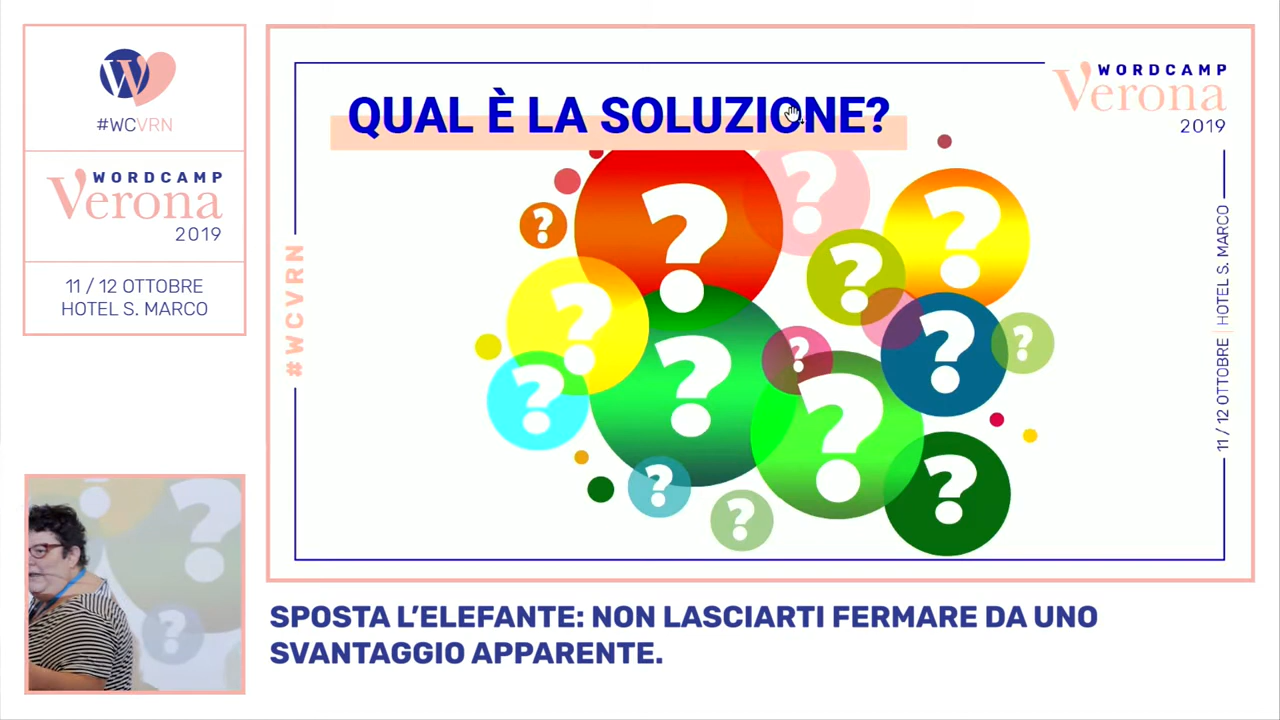 #WCVRN
WORDCAMP
Verona
2019
11 / 12 OTTOBRE
HOTEL S. MARCO
QUAL È LA SOLUZIONE?
WORDCAMP
Verona
2019
#WCVRN
? ? ? ? ? ? ? ? ? ? ? ? ? ? ?
11 / 12 OTTOBRE | HOTEL S. MARCO
? ? ?
SPOSTA L’ELEFANTE: NON LASCIARTI FERMARE DA UNO
SVANTAGGIO APPARENTE.